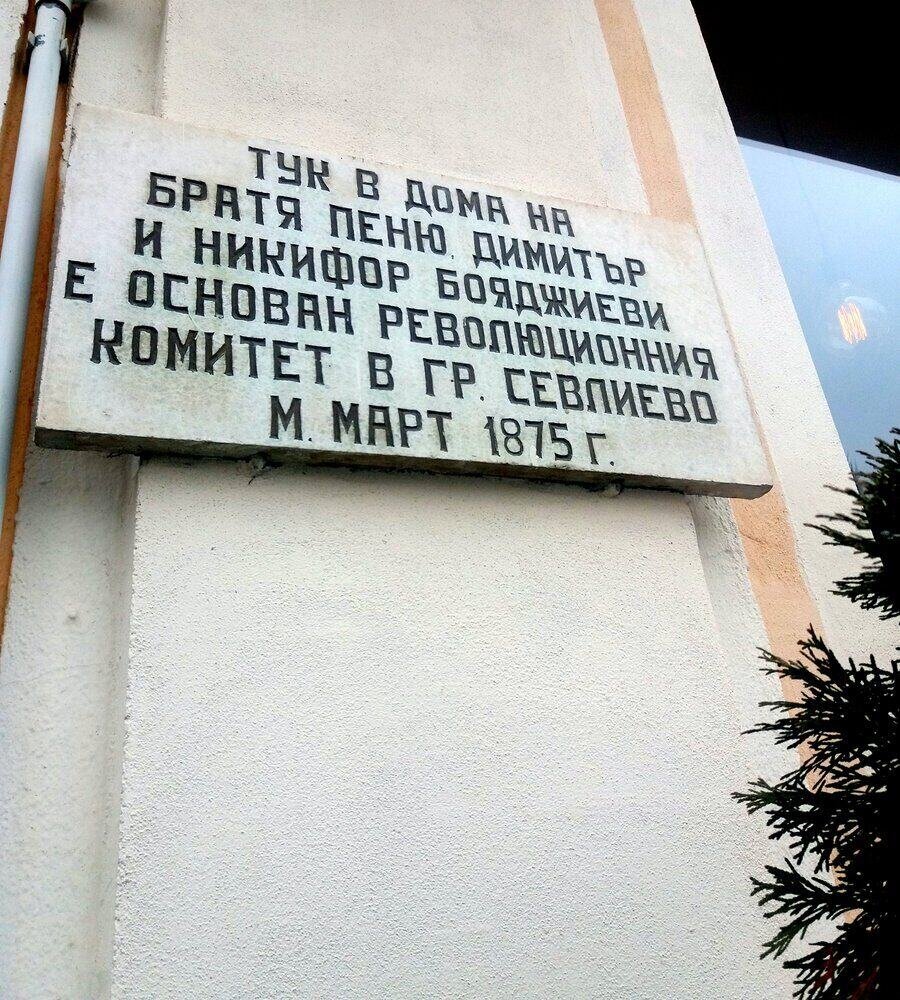 ТУК В ДОМА НА
БРАТЯ ПЕНЮ, ДИМИТЪР
И НИКИФОР БОЯДЖИЕВИ
Е ОСНОВАН РЕВОЛЮЦИОННИЯ
КОМИТЕТ В ГР. СЕВЛИЕВО
М. МАРТ 1875 Г.